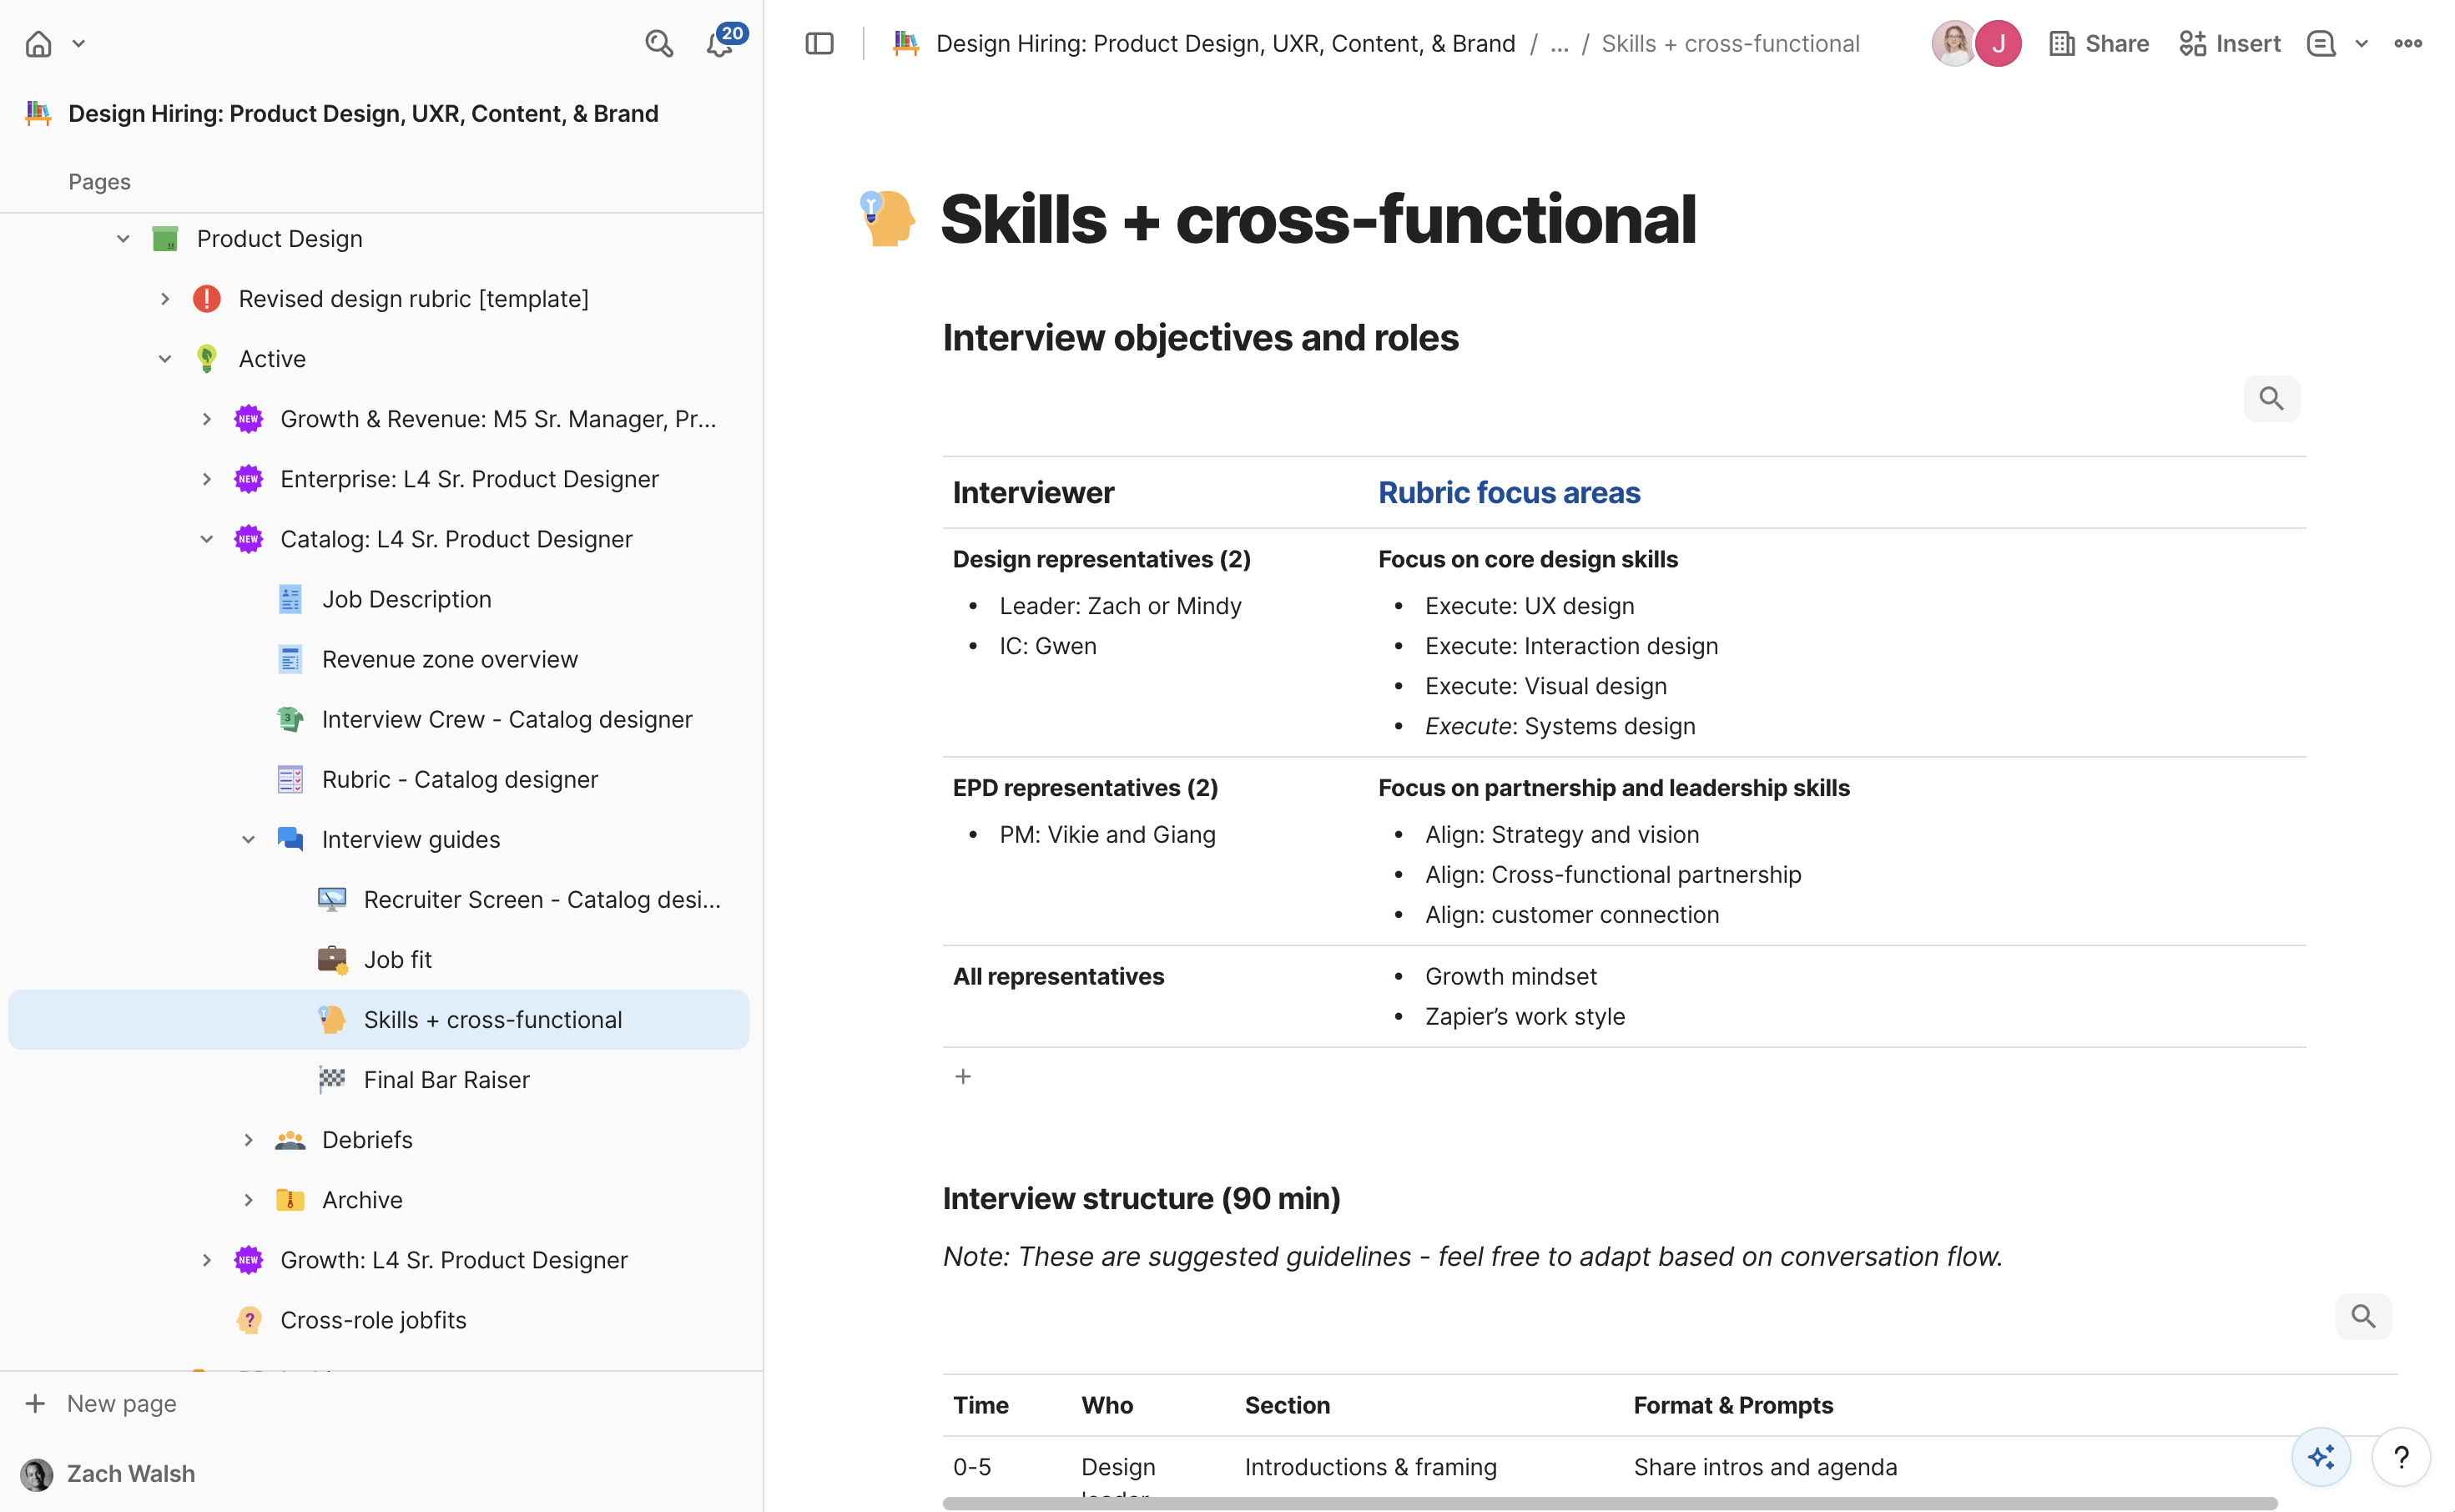 20
Design Hiring: Product Design, UXR, Content, & Brand
Pages
Product Design
Revised design rubric [template]
Active
NEW Growth & Revenue: M5 Sr. Manager, Pr...
NEW Enterprise: L4 Sr. Product Designer
NEW Catalog: L4 Sr. Product Designer
Job Description
Revenue zone overview
3 Interview Crew - Catalog designer
Rubric - Catalog designer
Interview guides
Recruiter Screen - Catalog desi...
Job fit
Skills + cross-functional
Final Bar Raiser
Debriefs
Archive
NEW Growth: L4 Sr. Product Designer
? Cross-role jobfits
+ New page
Zach Walsh
Design Hiring: Product Design, UXR, Content, & Brand / ... / Skills + cross-functional
J Share Insert
Skills + cross-functional
Interview objectives and roles
Interviewer Rubric focus areas
Design representatives (2)
• Leader: Zach or Mindy
• IC: Gwen
Focus on core design skills
• Execute: UX design
• Execute: Interaction design
• Execute: Visual design
• Execute: Systems design
EPD representatives (2)
• PM: Vikie and Giang
Focus on partnership and leadership skills
• Align: Strategy and vision
• Align: Cross-functional partnership
• Align: customer connection
All representatives
• Growth mindset
• Zapier’s work style
+
Interview structure (90 min)
Note: These are suggested guidelines - feel free to adapt based on conversation flow.
Time Who Section Format & Prompts
0-5 Design Introductions & framing Share intros and agenda
?